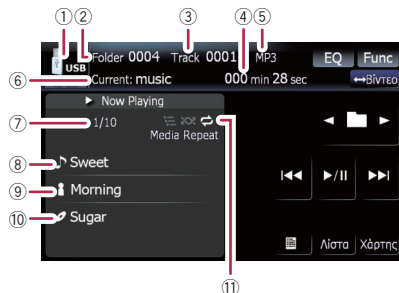 ① ② ③ ④ ⑤
USB Folder 0004 Track 0001 MP3 EQ Func
⑥ Current: music 000 min 28 sec ↔Βίντεο
▶ Now Playing
⑦ 1/10
Media Repeat
⑧ Sweet
⑨ Morning
⑩ Sugar
Λίστα Χάρτης
⑪